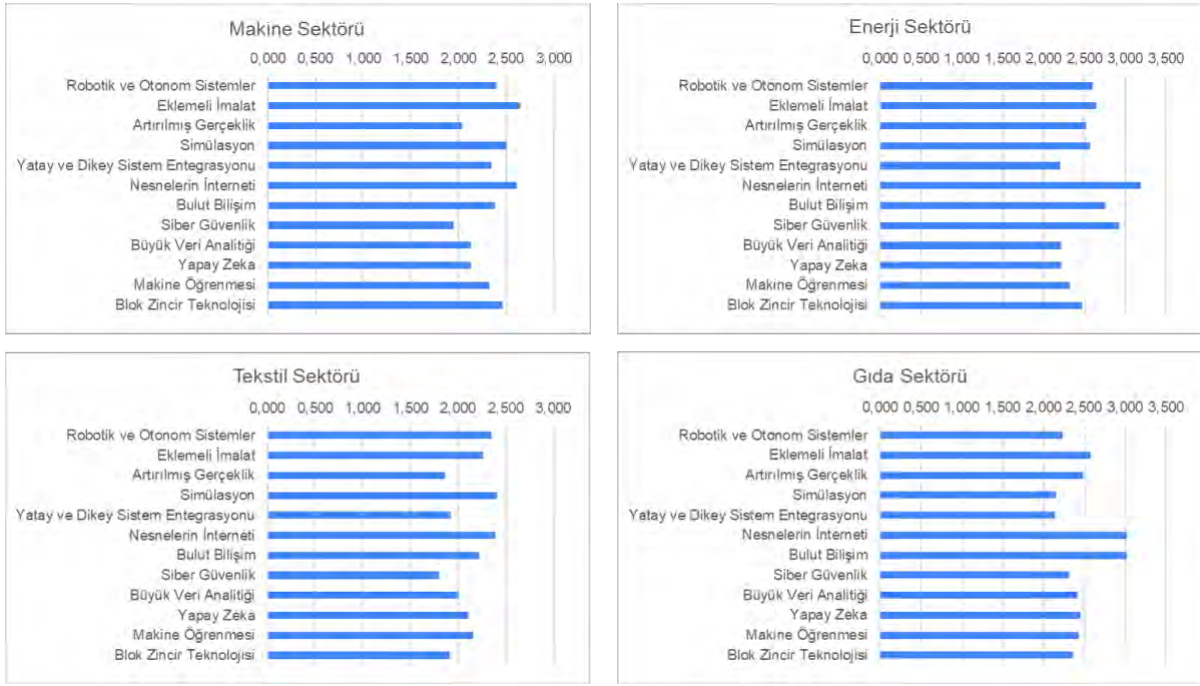 Makine Sektörü
0,000 0,500 1,000 1,500 2,000 2,500 3,000
Robotik ve Otonom Sistemler
Eklemeli İmalat
Artırılmış Gerçeklik
Simülasyon
Yatay ve Dikey Sistem Entegrasyonu
Nesnelerin İnterneti
Bulut Bilişim
Siber Güvenlik
Büyük Veri Analitiği
Yapay Zeka
Makine Öğrenmesi
Blok Zincir Teknolojisi
Enerji Sektörü
0,000 0,500 1,000 1,500 2,000 2,500 3,000 3,500
Robotik ve Otonom Sistemler
Eklemeli İmalat
Artırılmış Gerçeklik
Simülasyon
Yatay ve Dikey Sistem Entegrasyonu
Nesnelerin İnterneti
Bulut Bilişim
Siber Güvenlik
Büyük Veri Analitiği
Yapay Zeka
Makine Öğrenmesi
Blok Zincir Teknolojisi
Tekstil Sektörü
0,000 0,500 1,000 1,500 2,000 2,500 3,000
Robotik ve Otonom Sistemler
Eklemeli İmalat
Artırılmış Gerçeklik
Simülasyon
Yatay ve Dikey Sistem Entegrasyonu
Nesnelerin İnterneti
Bulut Bilişim
Siber Güvenlik
Büyük Veri Analitiği
Yapay Zeka
Makine Öğrenmesi
Blok Zincir Teknolojisi
Gıda Sektörü
0,000 0,500 1,000 1,500 2,000 2,500 3,000 3,500
Robotik ve Otonom Sistemler
Eklemeli İmalat
Artırılmış Gerçeklik
Simülasyon
Yatay ve Dikey Sistem Entegrasyonu
Nesnelerin İnterneti
Bulut Bilişim
Siber Güvenlik
Büyük Veri Analitiği
Yapay Zeka
Makine Öğrenmesi
Blok Zincir Teknolojisi